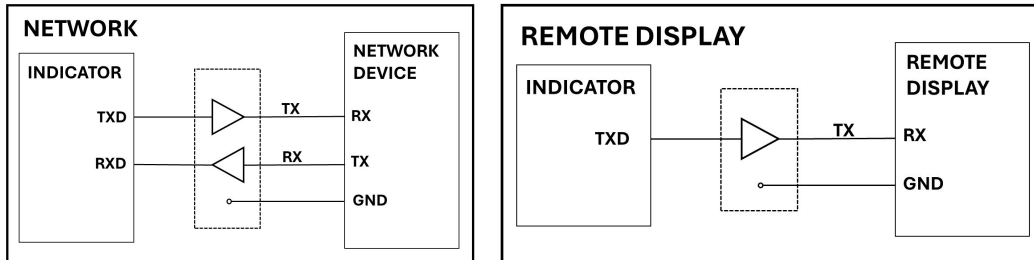 NETWORK
INDICATOR
NETWORK
DEVICE
TXD
TX
RX
RXD
RX
TX
GND
REMOTE DISPLAY
INDICATOR
REMOTE
DISPLAY
TXD
TX
RX
GND